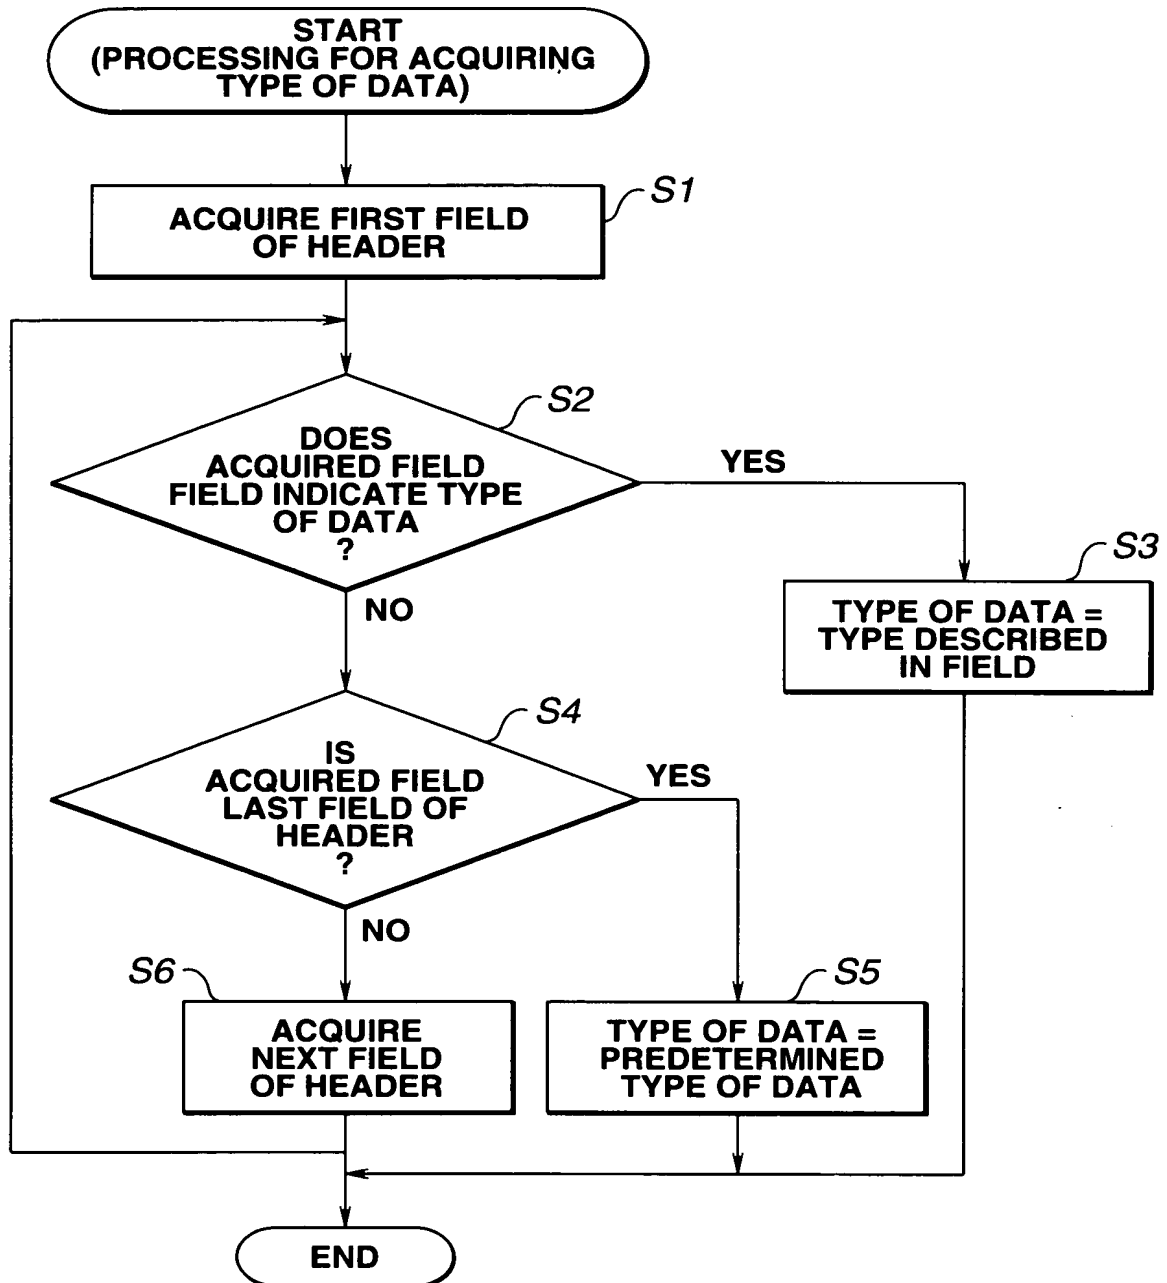 START
(PROCESSING FOR ACQUIRING
TYPE OF DATA)
S1
ACQUIRE FIRST FIELD
OF HEADER
S2
DOES
ACQUIRED FIELD
FIELD INDICATE TYPE
OF DATA
?
YES
NO
S3
TYPE OF DATA =
TYPE DESCRIBED
IN FIELD
S4
IS
ACQUIRED FIELD
LAST FIELD OF
HEADER
?
YES
NO
S6
ACQUIRE
NEXT FIELD
OF HEADER
S5
TYPE OF DATA =
PREDETERMINED
TYPE OF DATA
END